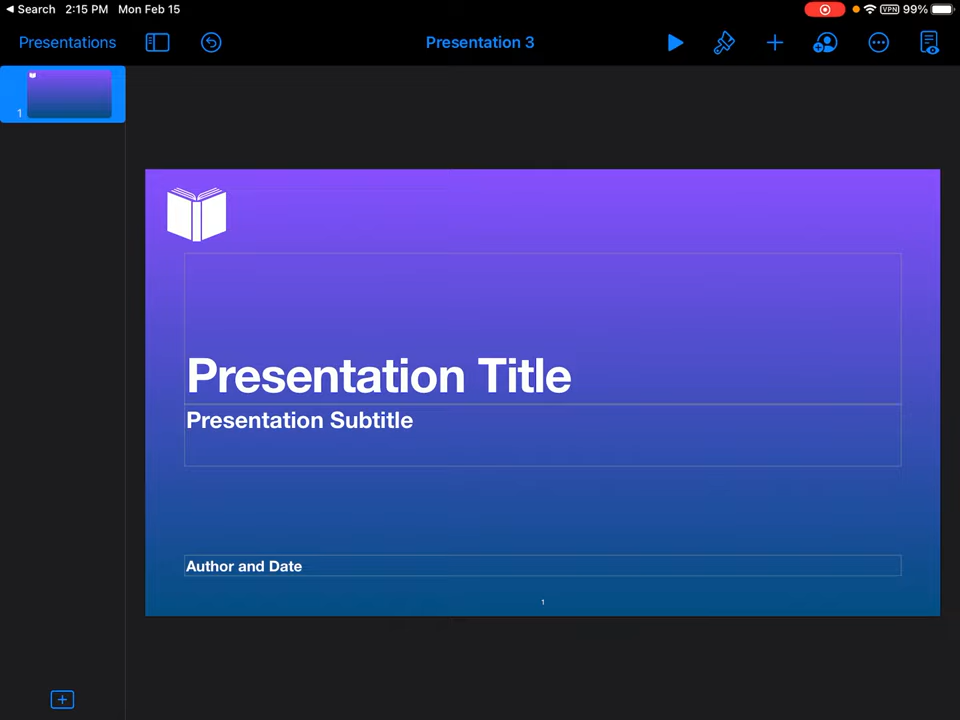 Search 2:15 PM Mon Feb 15 VPN 99%
Presentations Presentation 3
1
Presentation Title
Presentation Subtitle
Author and Date
1